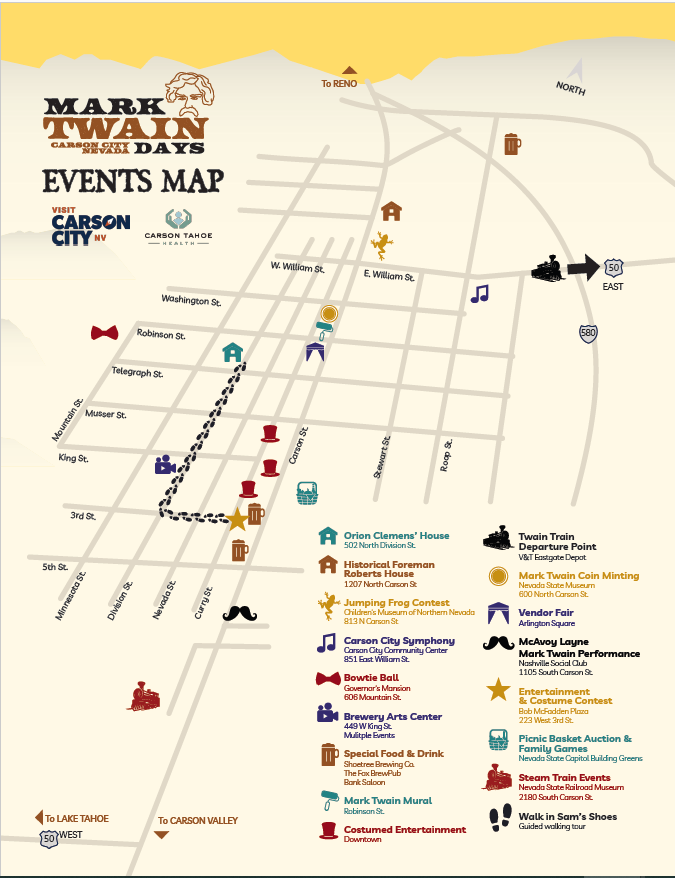 To RENO
NORTH
MARK
TWAIN
CARSON CITY
NEVADA
DAYS
EVENTS MAP
VISIT
CARSON
CITY NV
CARSON TAHOE
HEALTH
W. William St.
E. William St.
50
EAST
Washington St.
580
Robinson St.
Telegraph St.
Mountain St.
Musser St.
Carson St.
Stewart St.
Roop St.
King St.
3rd St.
5th St.
Minnesota St.
Division St.
Nevada St.
Curry St.
Orion Clemens' House
502 North Division St.
Historical Foreman
Roberts House
1207 North Carson St
Jumping Frog Contest
Children's Museum of Northern Nevada
813 N Carson St
Carson City Symphony
Carson City Community Center
851 East William St.
Bowtie Ball
Governor's Mansion
606 Mountain St.
Brewery Arts Center
449 W King St.
Mulitple Events
Special Food & Drink
Shoetree Brewing Co.
The Fox BrewPub
Bank Saloon
Mark Twain Mural
Robinson St.
Costumed Entertainment
Downtown
Twain Train
Departure Point
V&T Eastgate Depot
Mark Twain Coin Minting
Nevada State Museum
600 North Carson St.
Vendor Fair
Arlington Square
McAvoy Layne
Mark Twain Performance
Nashville Social Club
1105 South Carson St.
Entertainment
& Costume Contest
Bob McFadden Plaza
223 West 3rd St.
Picnic Basket Auction &
Family Games
Nevada State Capitol Building Greens
Steam Train Events
Nevada State Railroad Museum
2180 South Carson St.
Walk in Sam's Shoes
Guided walking tour
To LAKE TAHOE
50 WEST
To CARSON VALLEY